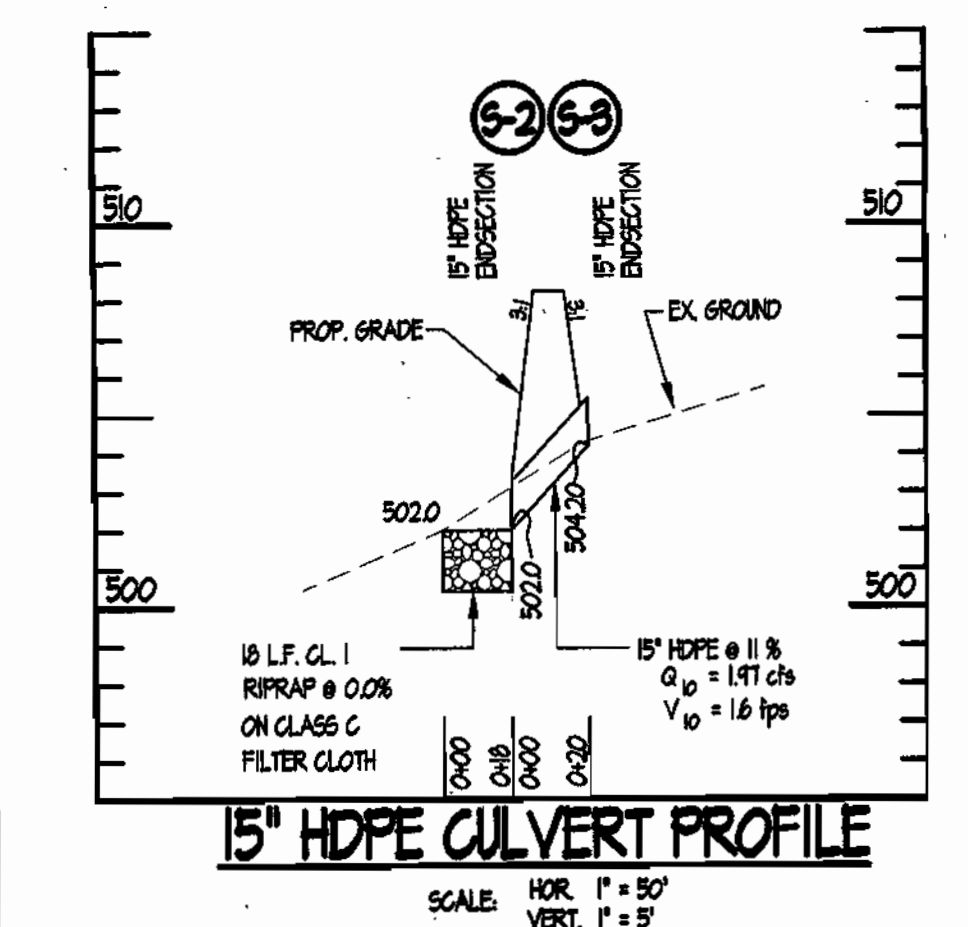 S-2 S-3
15" HDPE
ENDSECTION
15" HDPE
ENDSECTION
510
510
3:1
3:1
PROP. GRADE
EX. GROUND
502.0
502.0
504.20
500
500
18 L.F. CL. 1
RIPRAP @ 0.0%
ON CLASS C
FILTER CLOTH
15" HDPE @ 11 %
Q10 = 1.97 cfs
V10 = 1.6 fps
0+00
0+18
0+00
0+20
15" HDPE CULVERT PROFILE
SCALE: HOR. 1" = 50'
VERT. 1" = 5'